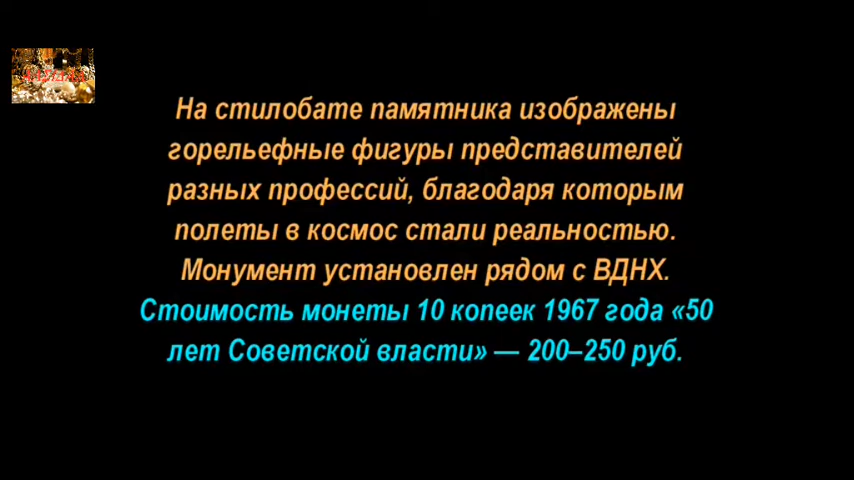 На стилобате памятника изображены
горельефные фигуры представителей
разных профессий, благодаря которым
полеты в космос стали реальностью.
Монумент установлен рядом с ВДНХ.
Стоимость монеты 10 копеек 1967 года «50
лет Советской власти» — 200–250 руб.